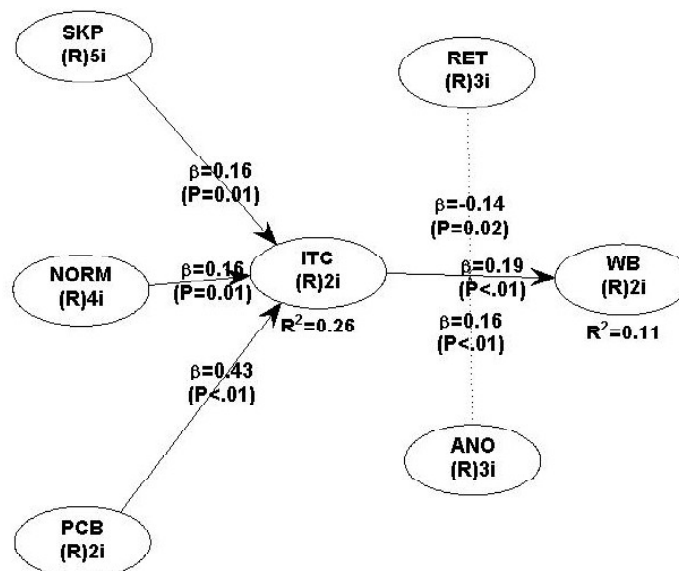 SKP
(R)5i
RET
(R)3i
β=0.16
(P=0.01)
β=-0.14
(P=0.02)
NORM
(R)4i
β=0.16
(P=0.01)
ITC
(R)2i
R²=0.26
β=0.19
(P<.01)
WB
(R)2i
R²=0.11
β=0.16
(P<.01)
β=0.43
(P<.01)
ANO
(R)3i
PCB
(R)2i